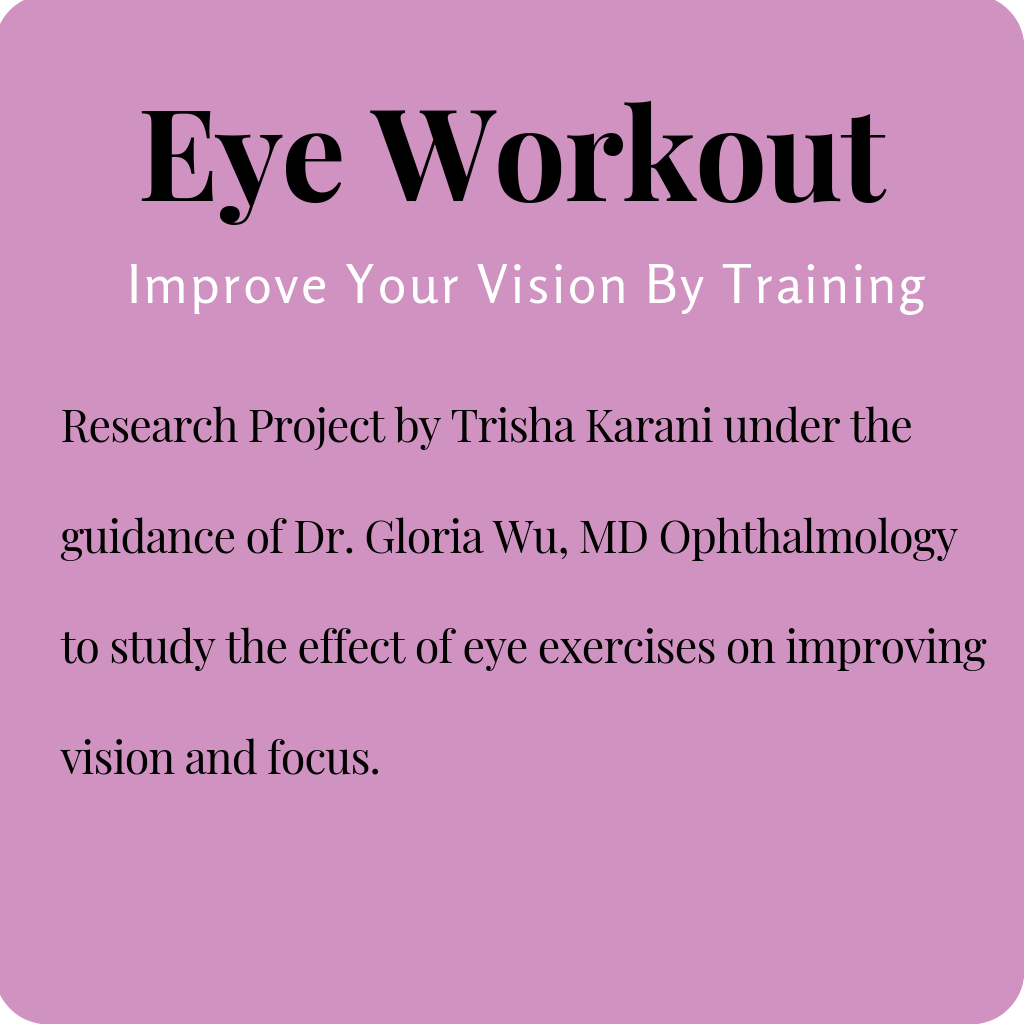 Eye Workout
Improve Your Vision By Training
Research Project by Trisha Karani under the
guidance of Dr. Gloria Wu, MD Ophthalmology
to study the effect of eye exercises on improving
vision and focus.